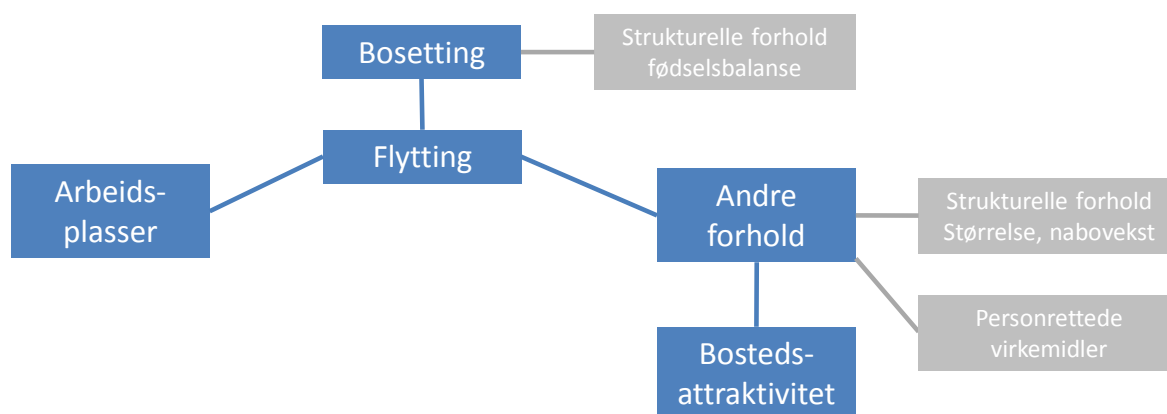 Bosetting
Strukturelle forhold
fødselsbalanse
Flytting
Arbeids-
plasser
Andre
forhold
Strukturelle forhold
Størrelse, nabovekst
Personrettede
virkemidler
Bosteds-
attraktivitet